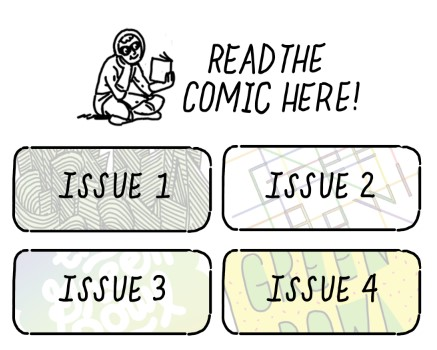 READ THE
COMIC HERE!
ISSUE 1
ISSUE 2
ISSUE 3
ISSUE 4